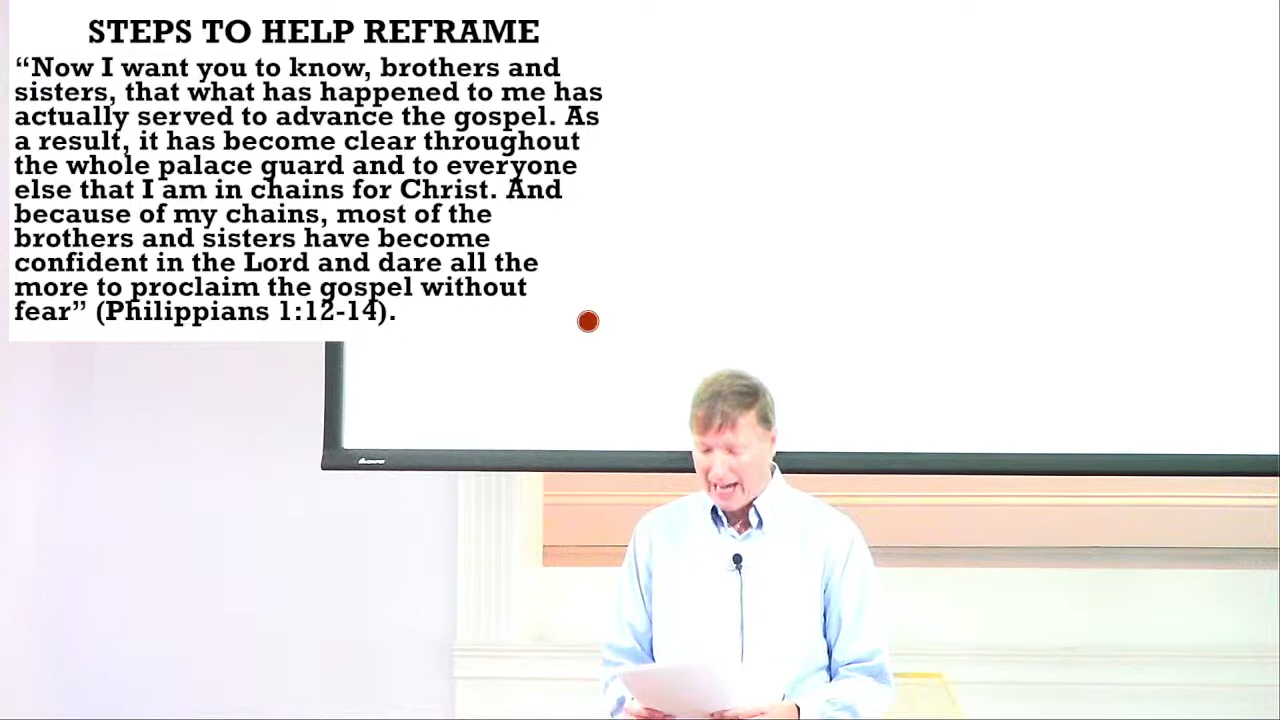 STEPS TO HELP REFRAME
“Now I want you to know, brothers and
sisters, that what has happened to me has
actually served to advance the gospel. As
a result, it has become clear throughout
the whole palace guard and to everyone
else that I am in chains for Christ. And
because of my chains, most of the
brothers and sisters have become
confident in the Lord and dare all the
more to proclaim the gospel without
fear” (Philippians 1:12-14).